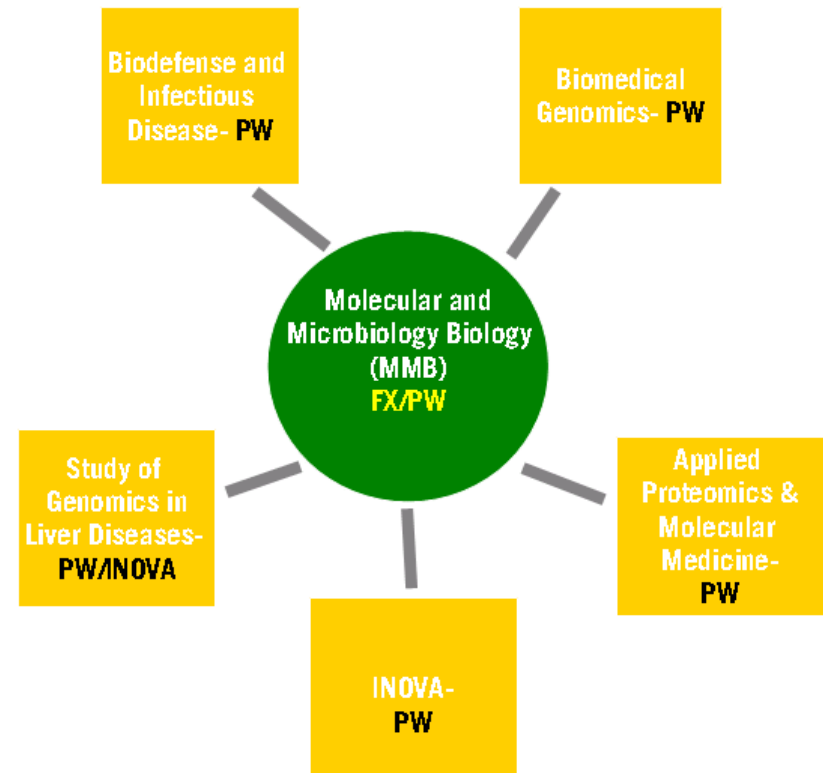 Biodefense and
Infectious
Disease- PW
Biomedical
Genomics- PW
Molecular and
Microbiology Biology
(MMB)
FX/PW
Study of
Genomics in
Liver Diseases-
PW/INOVA
Applied
Proteomics &
Molecular
Medicine-
PW
INOVA-
PW